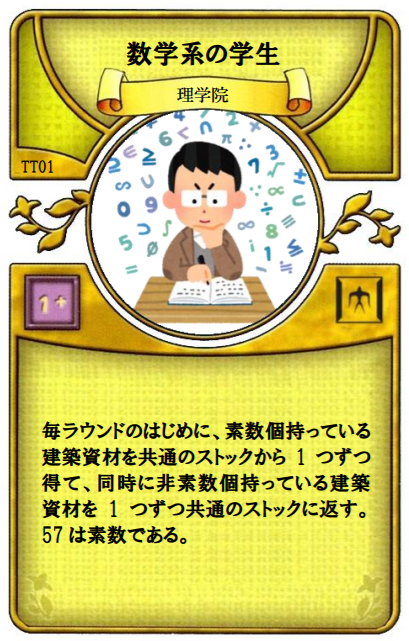 数学系の学生
理学院
TT01
1+
毎ラウンドのはじめに、素数個持っている
建築資材を共通のストックから 1 つずつ
得て、同時に非素数個持っている建築
資材を 1 つずつ共通のストックに返す。
57は素数である。